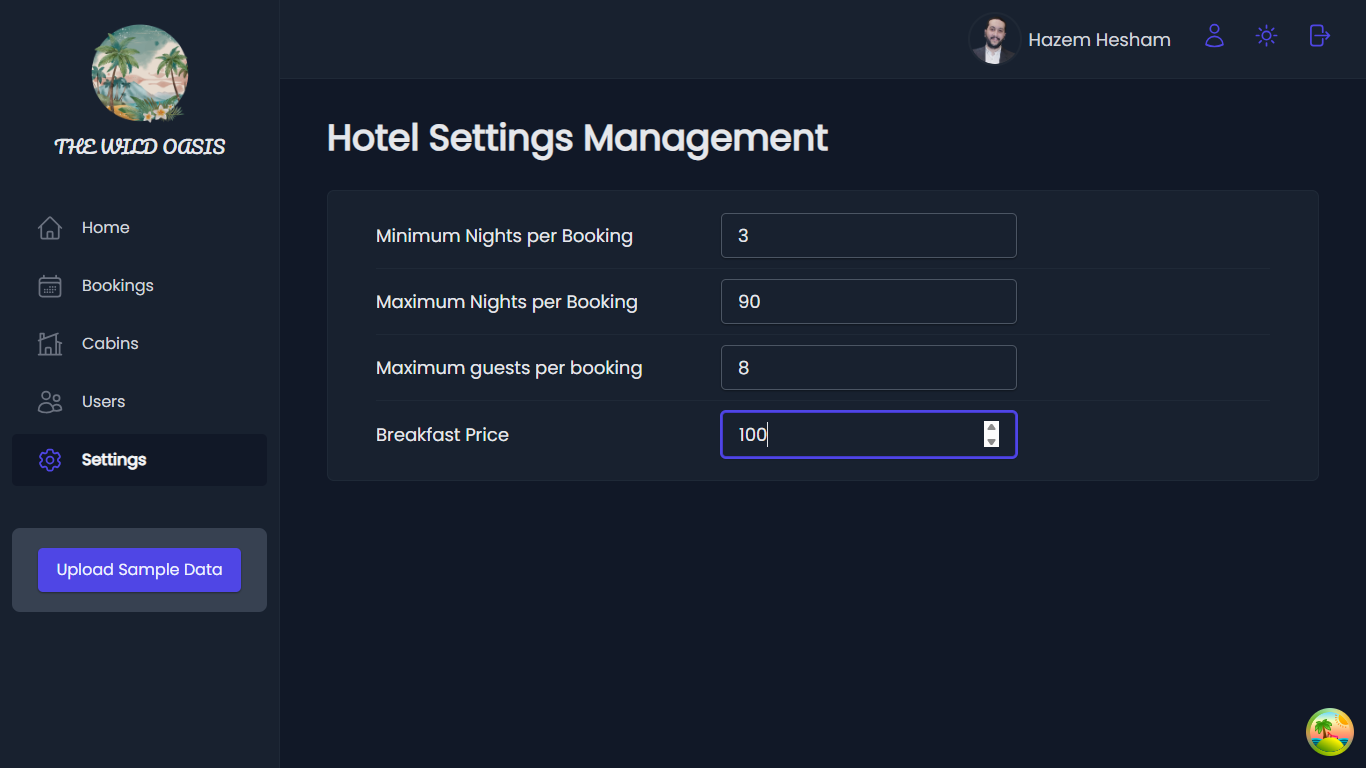 THE WILD OASIS
Home
Bookings
Cabins
Users
Settings
Upload Sample Data
Hazem Hesham
Hotel Settings Management
Minimum Nights per Booking 3
Maximum Nights per Booking 90
Maximum guests per booking 8
Breakfast Price 100